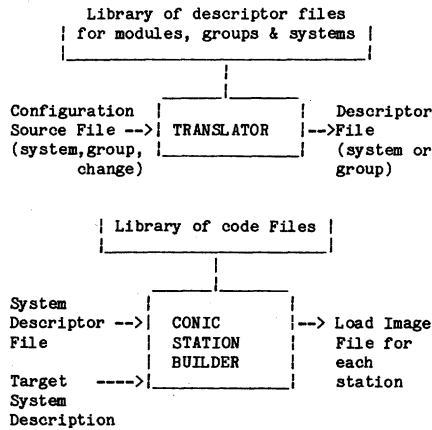 Library of descriptor files
for modules, groups & systems
Configuration
Source File -->
(system,group,
change)
TRANSLATOR
-->Descriptor
File
(system or
group)
Library of code Files
System
Descriptor -->
File
Target ---->
System
Description
CONIC
STATION
BUILDER
--> Load Image
File for
each
station